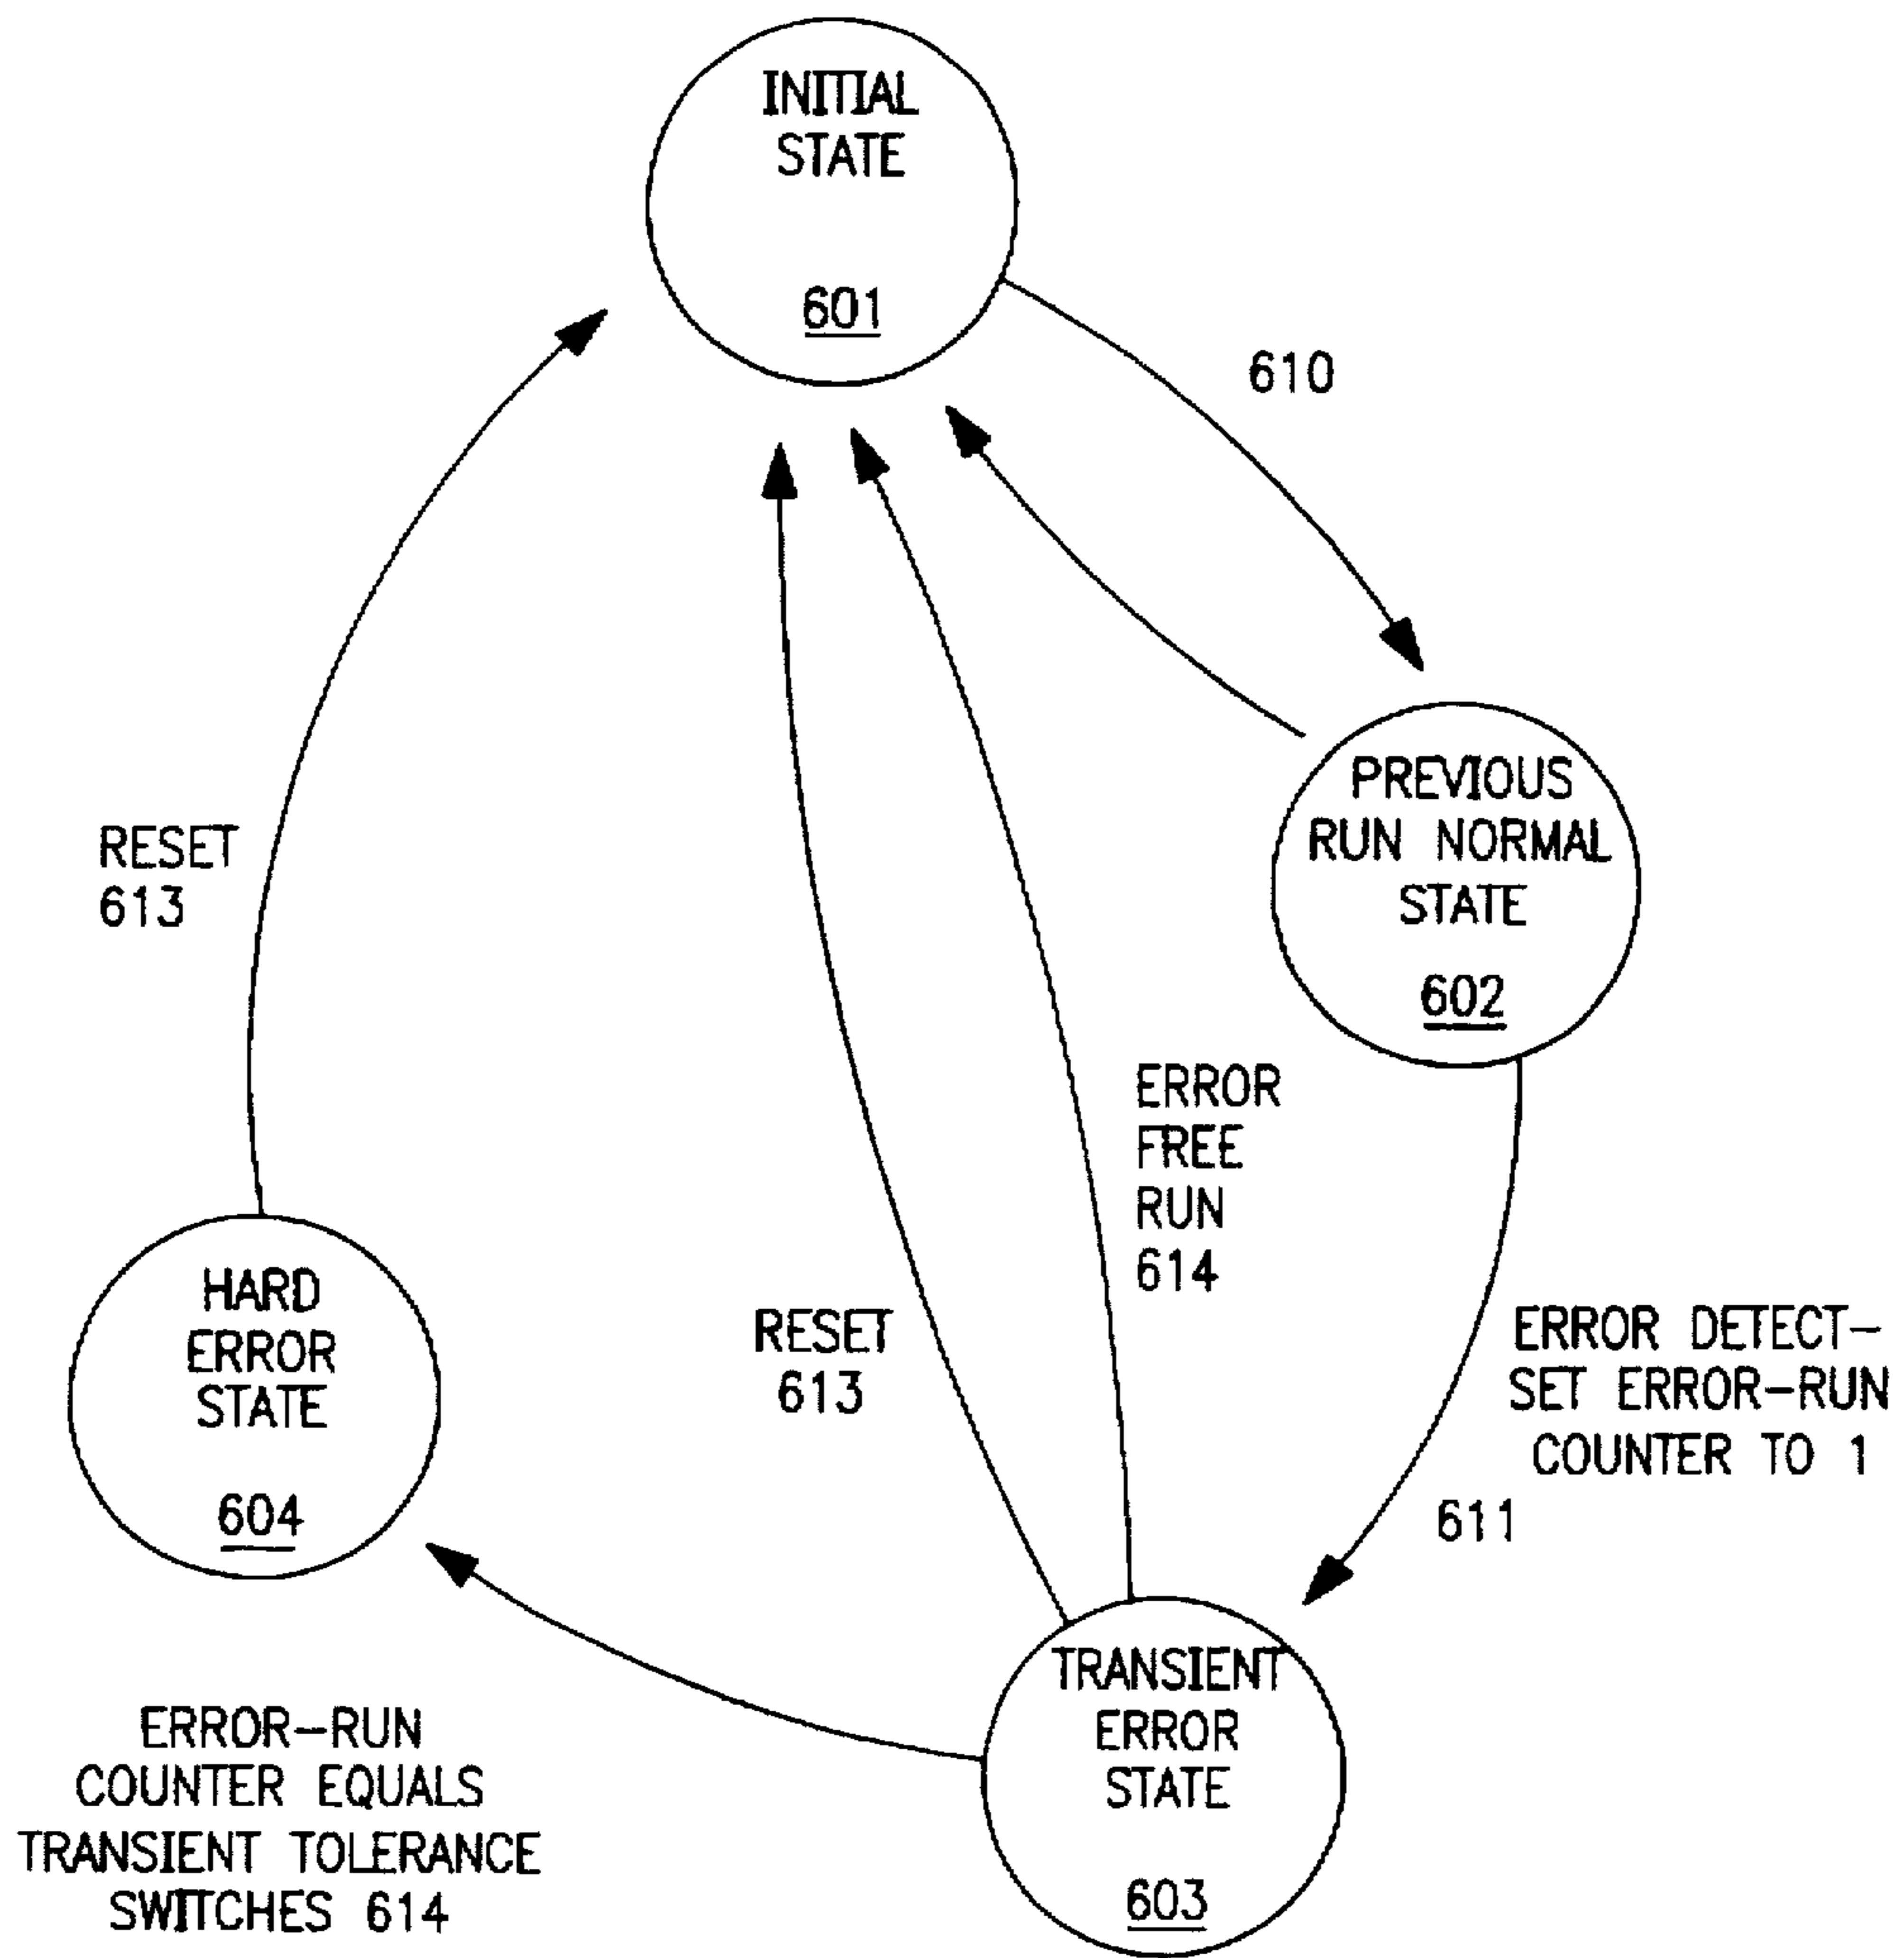 INITIAL
STATE
601
610
PREVIOUS
RUN NORMAL
STATE
602
RESET
613
ERROR
FREE
RUN
614
HARD
ERROR
STATE
604
RESET
613
ERROR DETECT-
SET ERROR-RUN
COUNTER TO 1
611
TRANSIENT
ERROR
STATE
603
ERROR-RUN
COUNTER EQUALS
TRANSIENT TOLERANCE
SWITCHES 614